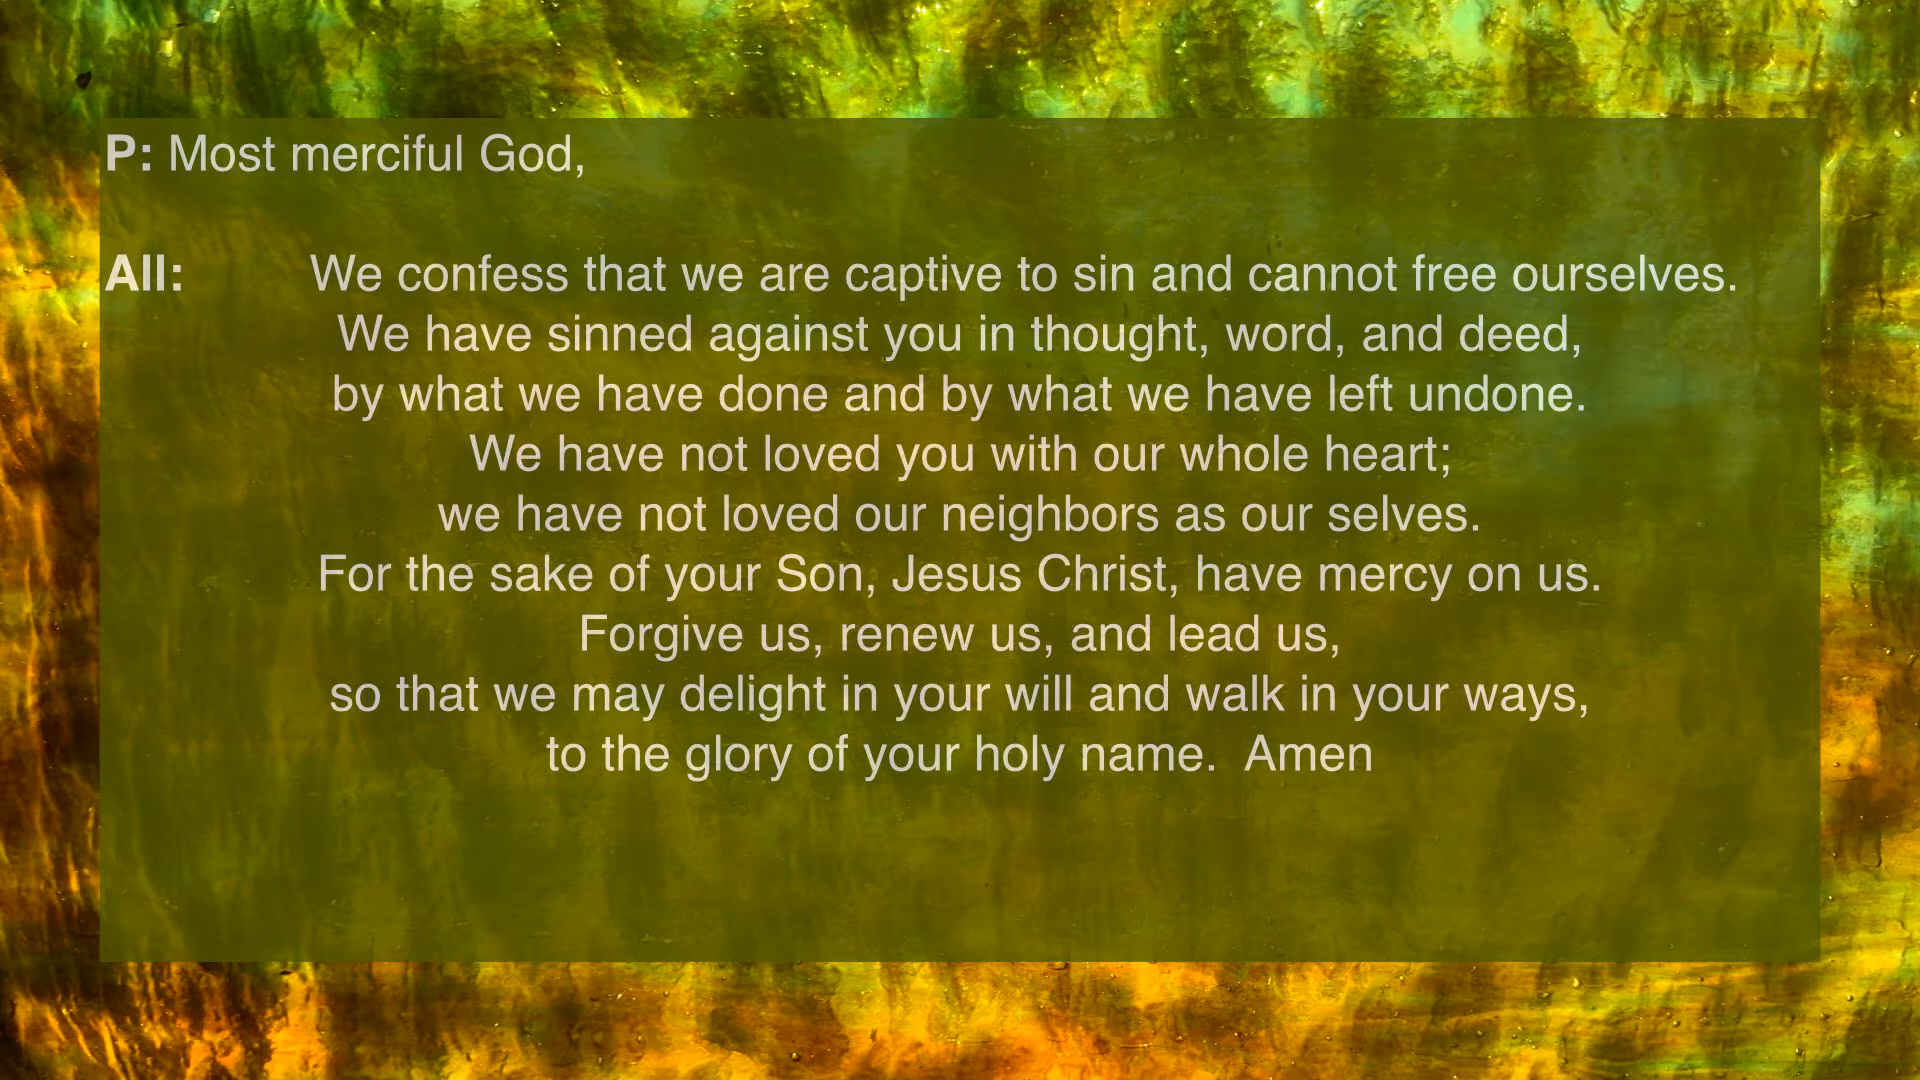 P: Most merciful God,
All: We confess that we are captive to sin and cannot free ourselves.
We have sinned against you in thought, word, and deed,
by what we have done and by what we have left undone.
We have not loved you with our whole heart;
we have not loved our neighbors as our selves.
For the sake of your Son, Jesus Christ, have mercy on us.
Forgive us, renew us, and lead us,
so that we may delight in your will and walk in your ways,
to the glory of your holy name.  Amen